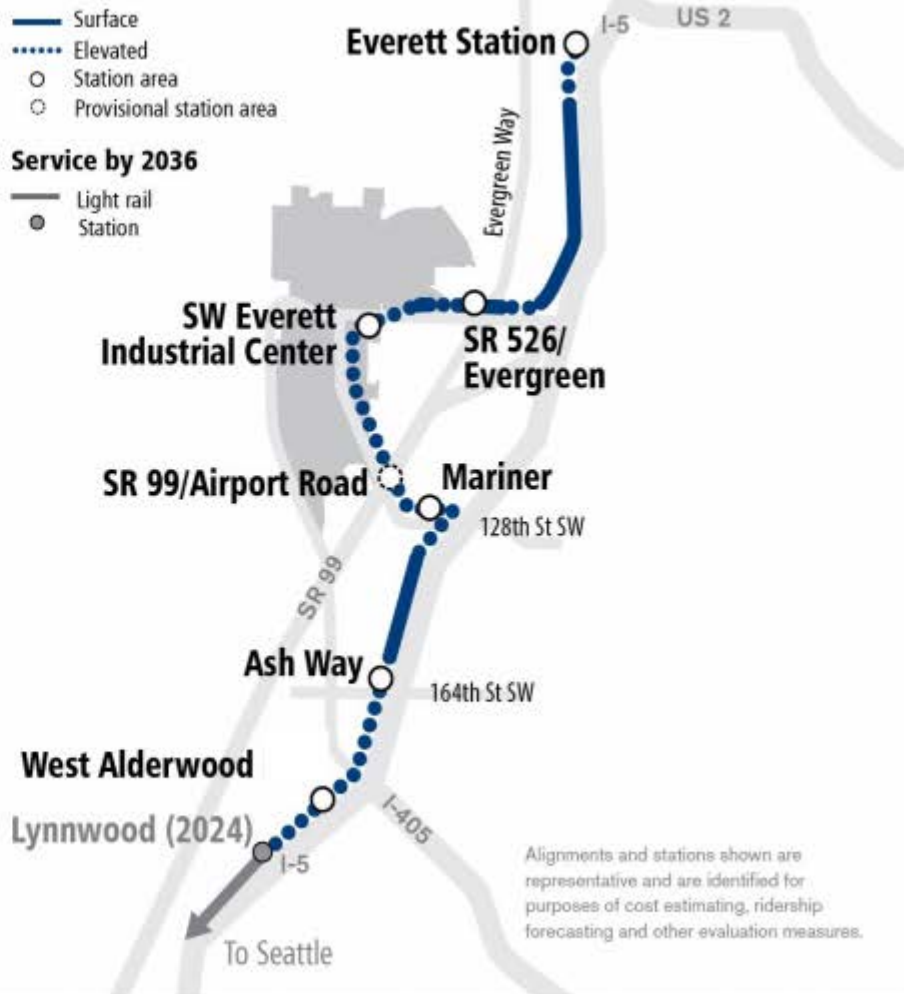 Surface
Elevated
Station area
Provisional station area
Service by 2036
Light rail
Station
Everett Station
I-5
US 2
Evergreen Way
SW Everett
Industrial Center
SR 526/
Evergreen
SR 99/Airport Road
Mariner
128th St SW
SR 99
Ash Way
164th St SW
West Alderwood
Lynnwood (2024)
I-5
I-405
To Seattle
Alignments and stations shown are
representative and are identified for
purposes of cost estimating, ridership
forecasting and other evaluation measures.